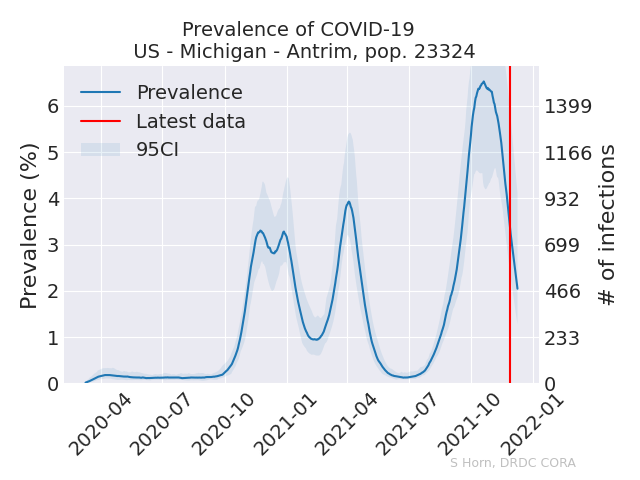 Prevalence of COVID-19
US - Michigan - Antrim, pop. 23324
Prevalence
Latest data
95CI
Prevalence (%)
6
5
4
3
2
1
0
1399
1166
932
699
466
233
0
# of infections
2020-04
2020-07
2020-10
2021-01
2021-04
2021-07
2021-10
2022-01
S Horn, DRDC CORA